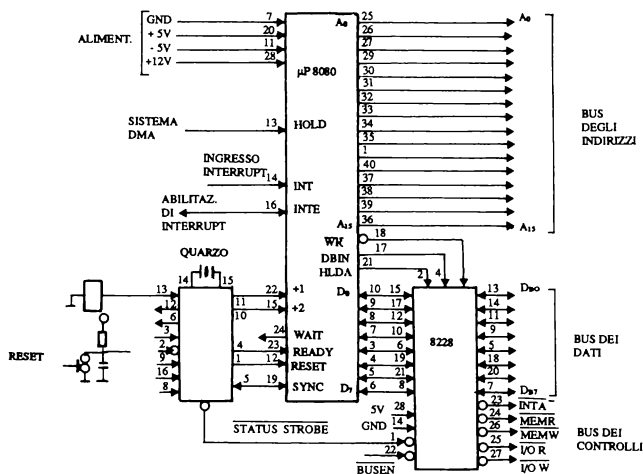 GND 7
+ 5V 20
- 5V 11
+12V 28
ALIMENT.
μP 8080
A0 25 A0
26
27
29
30
31
32
33
34
35
1
40
37
38
39
A15 36 A15
BUS
DEGLI
INDIRIZZI
SISTEMA
DMA
13 HOLD
INGRESSO
INTERRUPT
14 INT
ABILITAZ.
DI
INTERRUPT
16 INTE
WR 18
DBIN 17
HLDA 21
2 4
QUARZO
14 15
13
12
6
3
2
9
16
8
RESET
11 22 +1
10 15 +2
24 WAIT
4 23 READY
1 12 RESET
5 19 SYNC
D0 10 15 13 DB0
9 17 14
8 12 11
7 10 9
3 6 5
4 19 18
5 21 20
D7 6 8 7 DB7
8228
BUS DEI
DATI
5V 28
GND 14
STATUS STROBE 1
BUSEN 22
23 INTA
24 MEMR
26 MEMW
25 I/O R
27 I/O W
BUS DEI
CONTROLLI